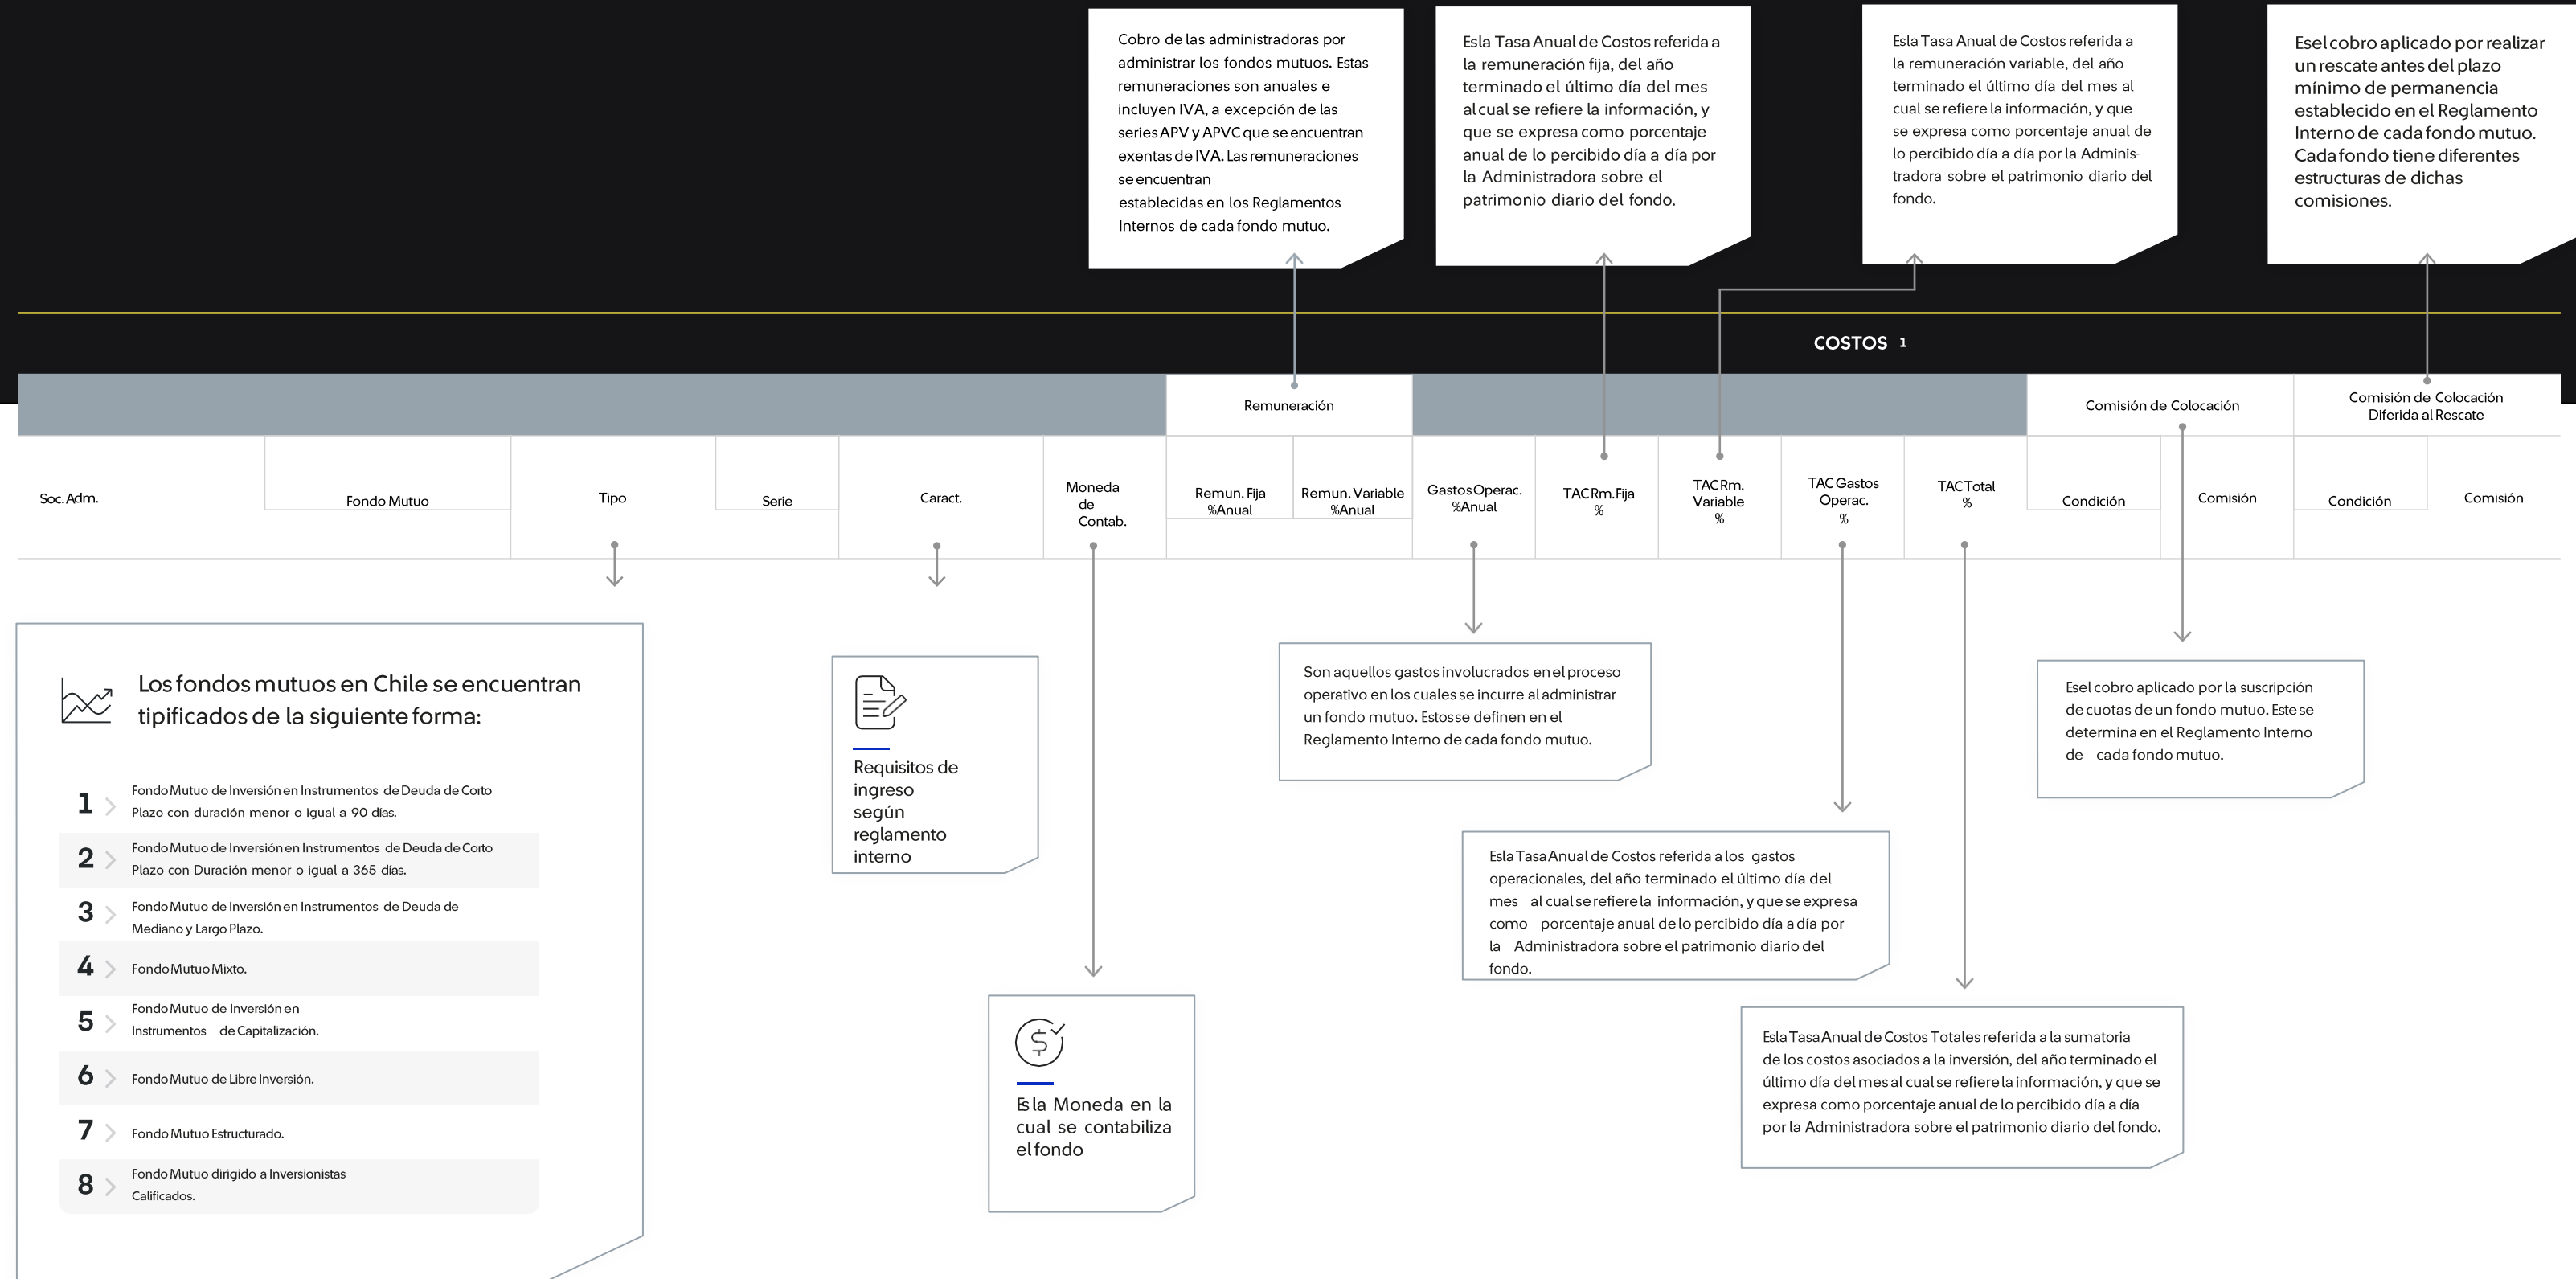 Cobro de las administradoras por
administrar los fondos mutuos. Estas
remuneraciones son anuales e
incluyen IVA, a excepción de las
series APV y APVC que se encuentran
exentas de IVA. Las remuneraciones
se encuentran
establecidas en los Reglamentos
Internos de cada fondo mutuo.
Es la Tasa Anual de Costos referida a
la remuneración fija, del año
terminado el último día del mes
al cual se refiere la información, y
que se expresa como porcentaje
anual de lo percibido día a día por
la Administradora sobre el
patrimonio diario del fondo.
Es la Tasa Anual de Costos referida a
la remuneración variable, del año
terminado el último día del mes al
cual se refiere la información, y que
se expresa como porcentaje anual de
lo percibido día a día por la Adminis-
tradora sobre el patrimonio diario del
fondo.
Es el cobro aplicado por realizar
un rescate antes del plazo
mínimo de permanencia
establecido en el Reglamento
Interno de cada fondo mutuo.
Cada fondo tiene diferentes
estructuras de dichas
comisiones.
COSTOS 1
Remuneración
Comisión de Colocación
Comisión de Colocación
Diferida al Rescate
Soc. Adm.
Fondo Mutuo
Tipo
Serie
Caract.
Moneda
de
Contab.
Remun. Fija
%Anual
Remun. Variable
%Anual
Gastos Operac.
%Anual
TAC Rm. Fija
%
TAC Rm.
Variable
%
TAC Gastos
Operac.
%
TAC Total
%
Condición
Comisión
Condición
Comisión
Los fondos mutuos en Chile se encuentran
tipificados de la siguiente forma:
1 Fondo Mutuo de Inversión en Instrumentos de Deuda de Corto
Plazo con duración menor o igual a 90 días.
2 Fondo Mutuo de Inversión en Instrumentos de Deuda de Corto
Plazo con Duración menor o igual a 365 días.
3 Fondo Mutuo de Inversión en Instrumentos de Deuda de
Mediano y Largo Plazo.
4 Fondo Mutuo Mixto.
5 Fondo Mutuo de Inversión en
Instrumentos de Capitalización.
6 Fondo Mutuo de Libre Inversión.
7 Fondo Mutuo Estructurado.
8 Fondo Mutuo dirigido a Inversionistas
Calificados.
Requisitos de
ingreso
según
reglamento
interno
Es la Moneda en la
cual se contabiliza
el fondo
Son aquellos gastos involucrados en el proceso
operativo en los cuales se incurre al administrar
un fondo mutuo. Estos se definen en el
Reglamento Interno de cada fondo mutuo.
Es la Tasa Anual de Costos referida a los gastos
operacionales, del año terminado el último día del
mes al cual se refiere la información, y que se expresa
como porcentaje anual de lo percibido día a día por
la Administradora sobre el patrimonio diario del
fondo.
Es la Tasa Anual de Costos Totales referida a la sumatoria
de los costos asociados a la inversión, del año terminado el
último día del mes al cual se refiere la información, y que se
expresa como porcentaje anual de lo percibido día a día
por la Administradora sobre el patrimonio diario del fondo.
Es el cobro aplicado por la suscripción
de cuotas de un fondo mutuo. Este se
determina en el Reglamento Interno
de cada fondo mutuo.